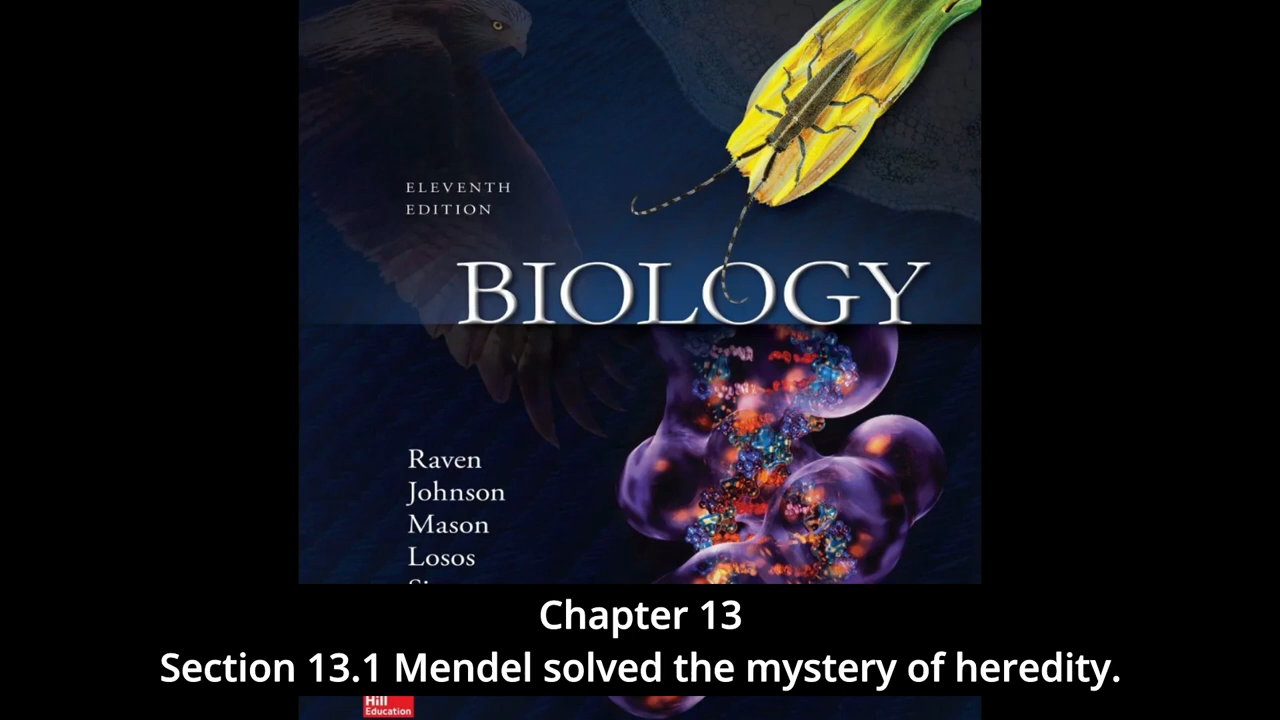 ELEVENTH
EDITION
BIOLOGY
Raven
Johnson
Mason
Losos
Chapter 13
Section 13.1 Mendel solved the mystery of heredity.
Hill
Education